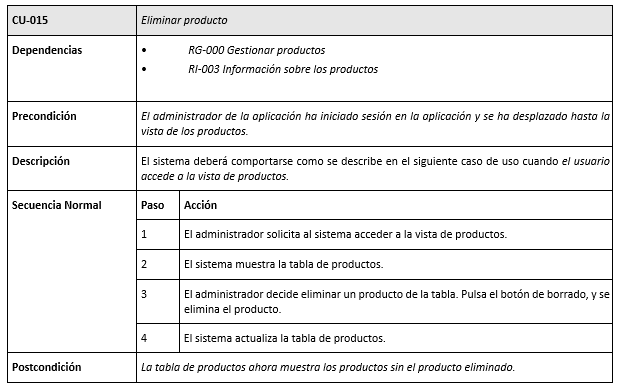 CU-015 Eliminar producto
Dependencias • RG-000 Gestionar productos
• RI-003 Información sobre los productos
Precondición El administrador de la aplicación ha iniciado sesión en la aplicación y se ha desplazado hasta la
vista de los productos.
Descripción El sistema deberá comportarse como se describe en el siguiente caso de uso cuando el usuario
accede a la vista de productos.
Secuencia Normal Paso Acción
1 El administrador solicita al sistema acceder a la vista de productos.
2 El sistema muestra la tabla de productos.
3 El administrador decide eliminar un producto de la tabla. Pulsa el botón de borrado, y se
elimina el producto.
4 El sistema actualiza la tabla de productos.
Postcondición La tabla de productos ahora muestra los productos sin el producto eliminado.